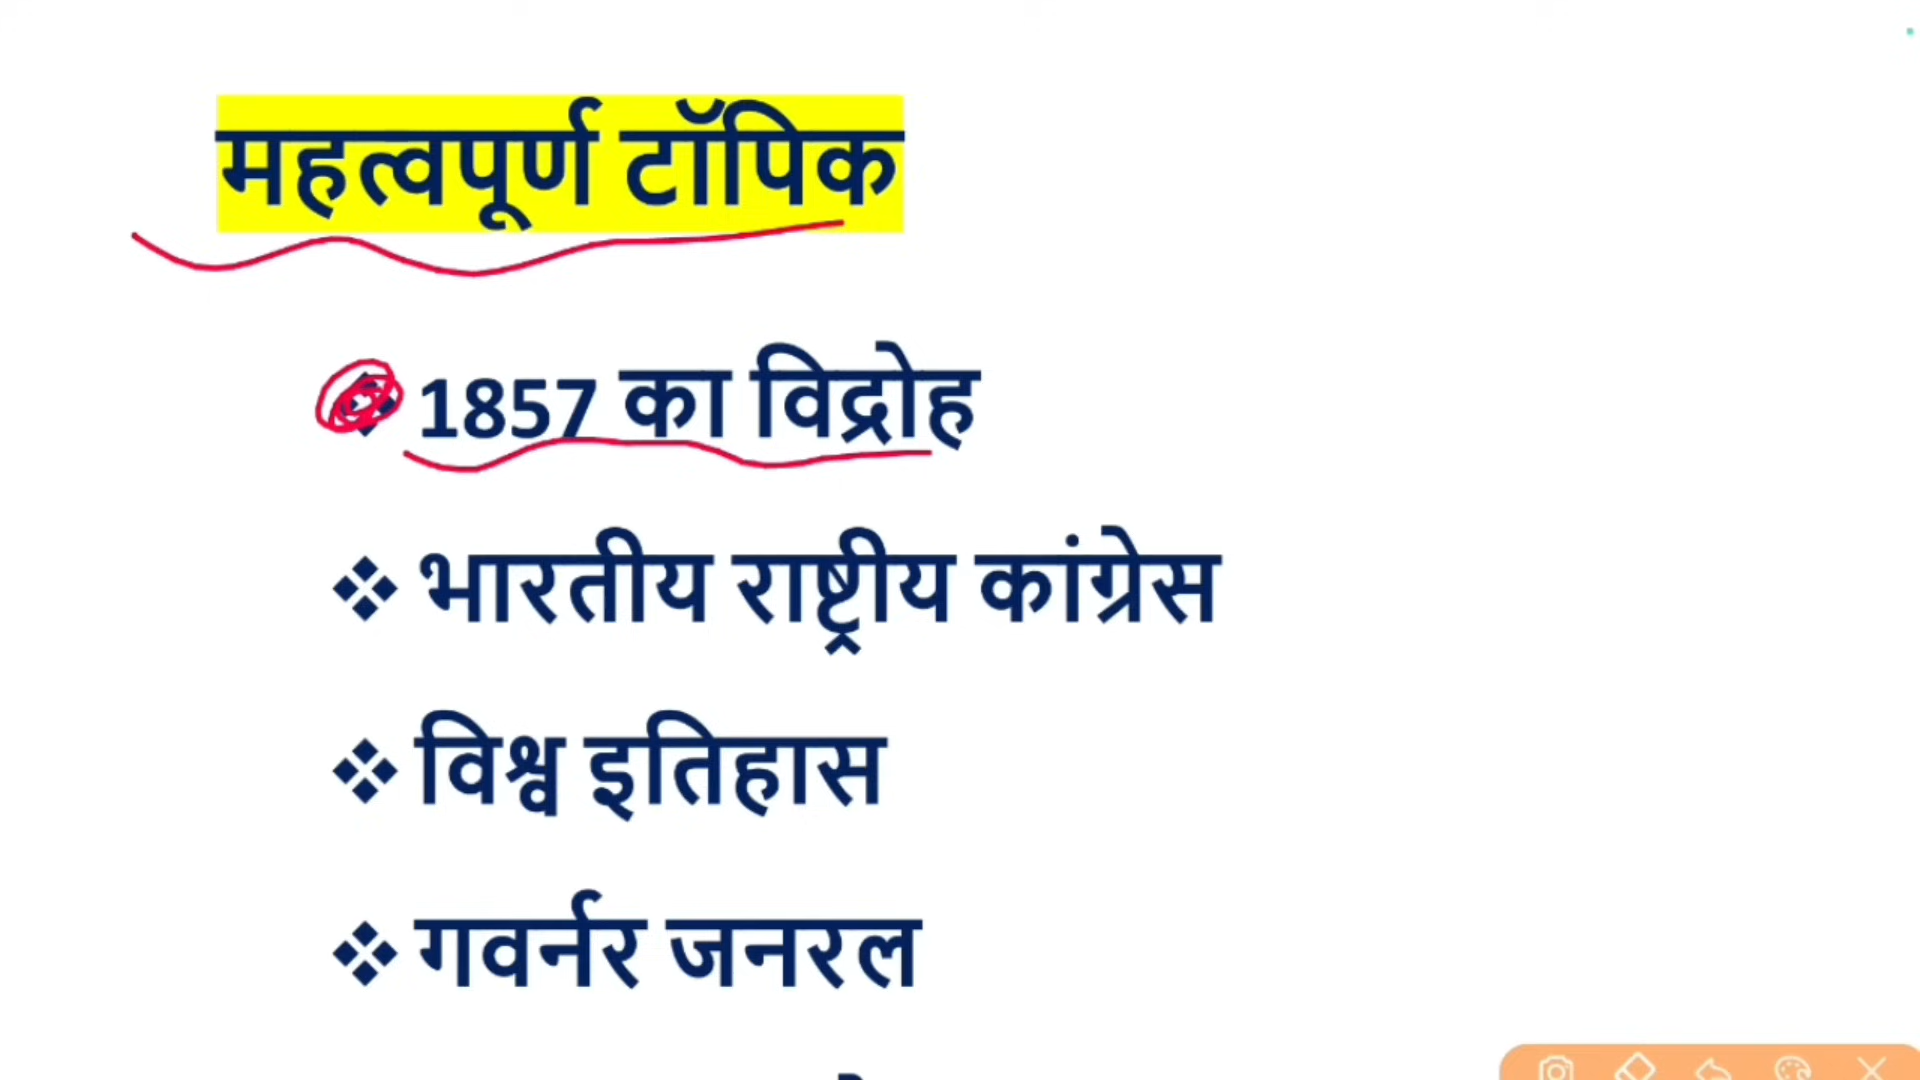 महत्वपूर्ण टॉपिक
1857 का विद्रोह
भारतीय राष्ट्रीय कांग्रेस
विश्व इतिहास
गवर्नर जनरल